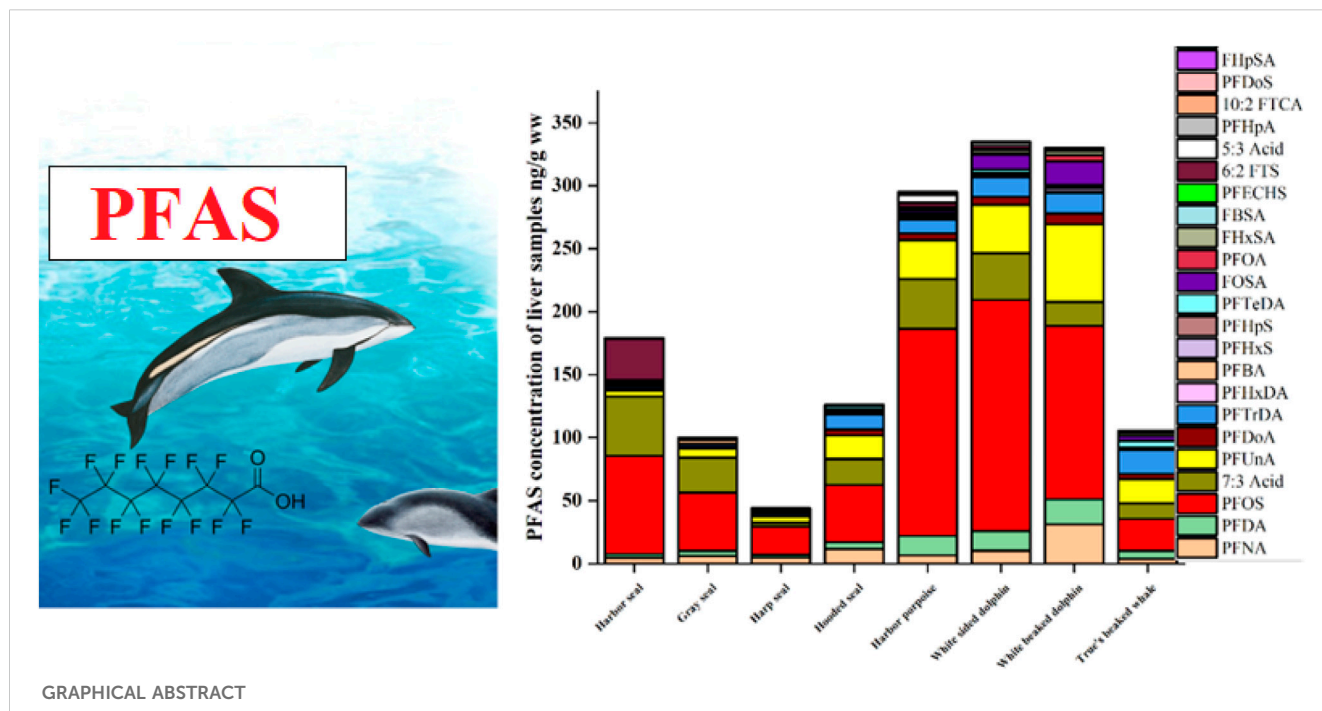 PFAS
F F F F F F F O
F OH
F F F F F F F F
PFAS concentration of liver samples ng/g ww
350
300
250
200
150
100
50
0
Harbor seal
Gray seal
Harp seal
Hooded seal
Harbor porpoise
White sided dolphin
White beaked dolphin
True's beaked whale
FHpSA
PFDoS
10:2 FTCA
PFHpA
5:3 Acid
6:2 FTS
PFECHS
FBSA
FHxSA
PFOA
FOSA
PFTeDA
PFHpS
PFHxS
PFBA
PFHxDA
PFTrDA
PFDoA
PFUnA
7:3 Acid
PFOS
PFDA
PFNA
GRAPHICAL ABSTRACT